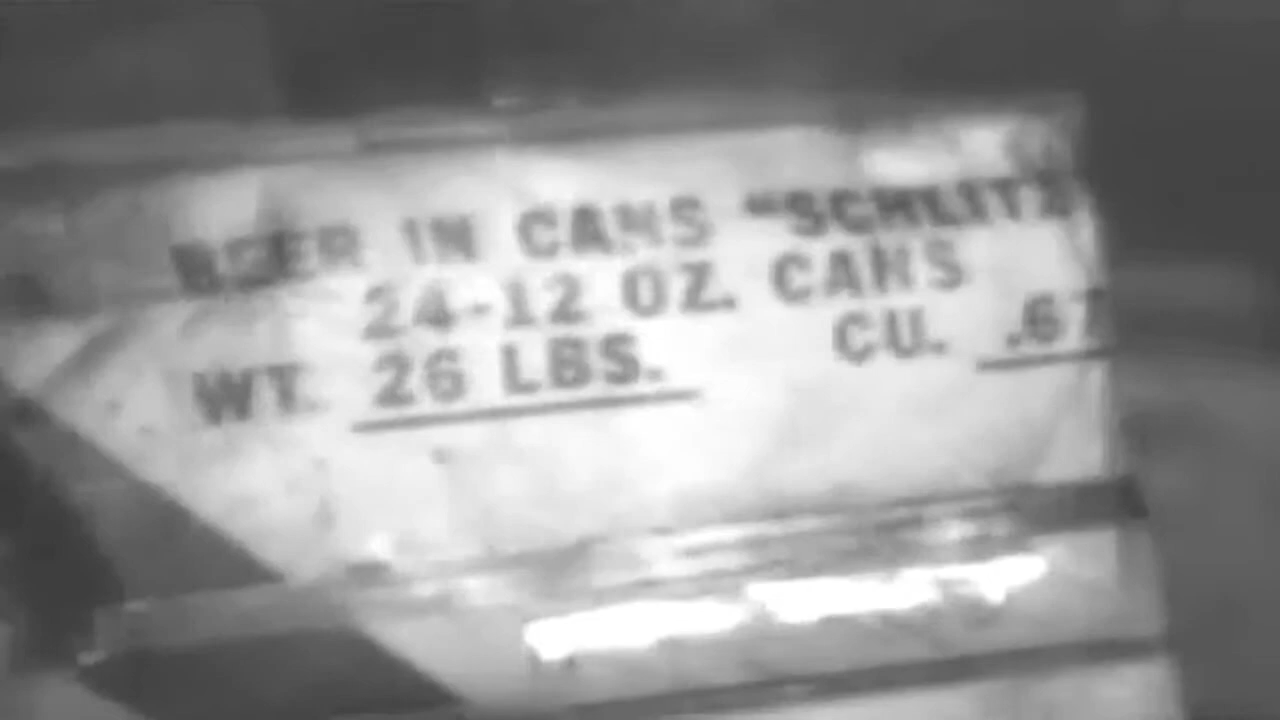 BEER IN CANS "SCHLITZ
24-12 OZ. CANS
WT. 26 LBS. CU. .67